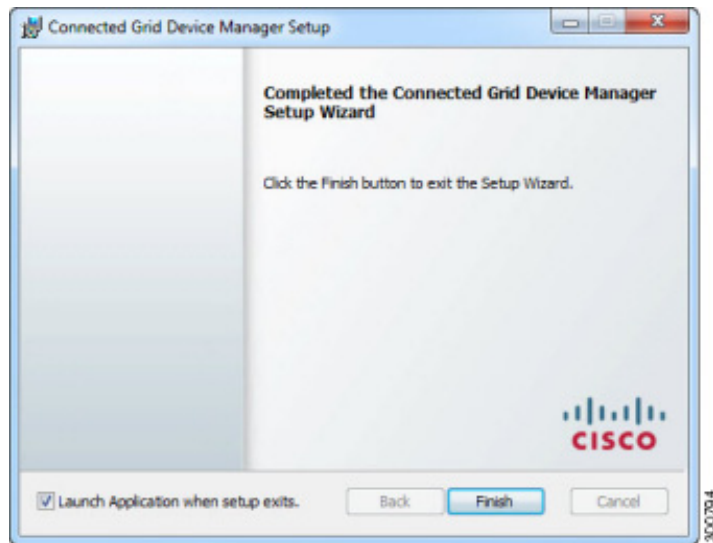 Connected Grid Device Manager Setup
Completed the Connected Grid Device Manager
Setup Wizard
Click the Finish button to exit the Setup Wizard.
CISCO
Launch Application when setup exits.
Back
Finish
Cancel
300794